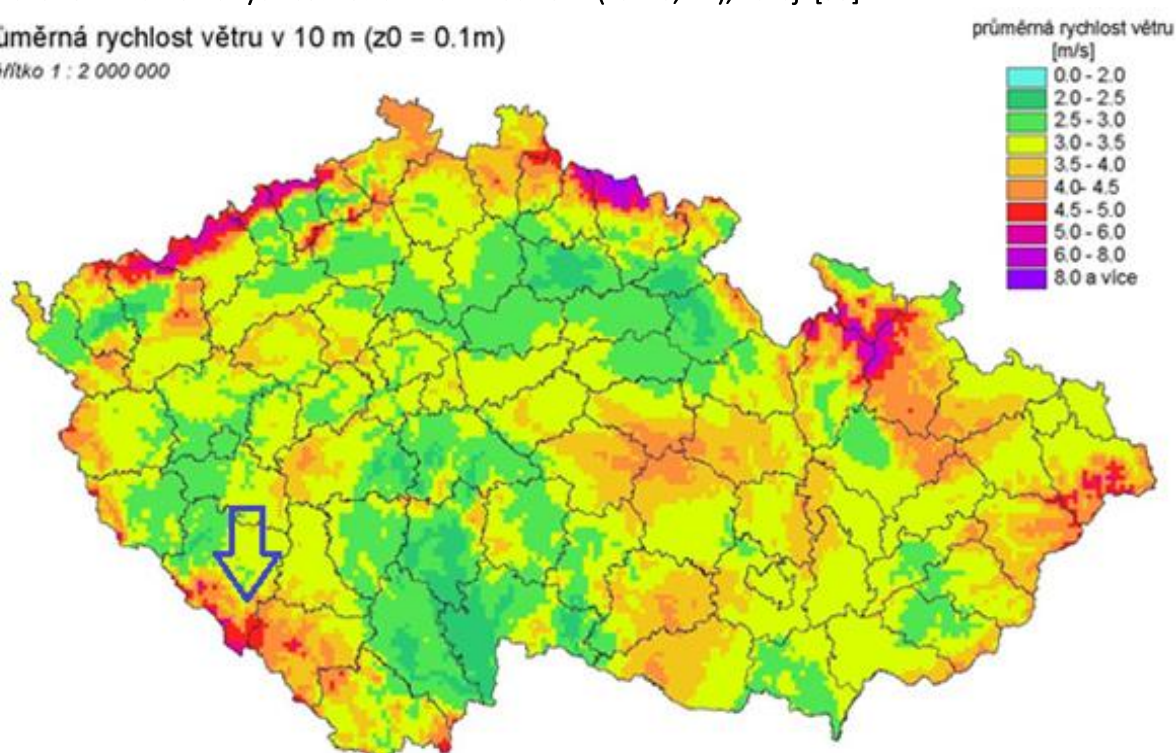 ůměrná rychlost větru v 10 m (z0 = 0.1m)
ěřítko 1 : 2 000 000
průměrná rychlost větru
[m/s]
0.0 - 2.0
2.0 - 2.5
2.5 - 3.0
3.0 - 3.5
3.5 - 4.0
4.0- 4.5
4.5 - 5.0
5.0 - 6.0
6.0 - 8.0
8.0 a více